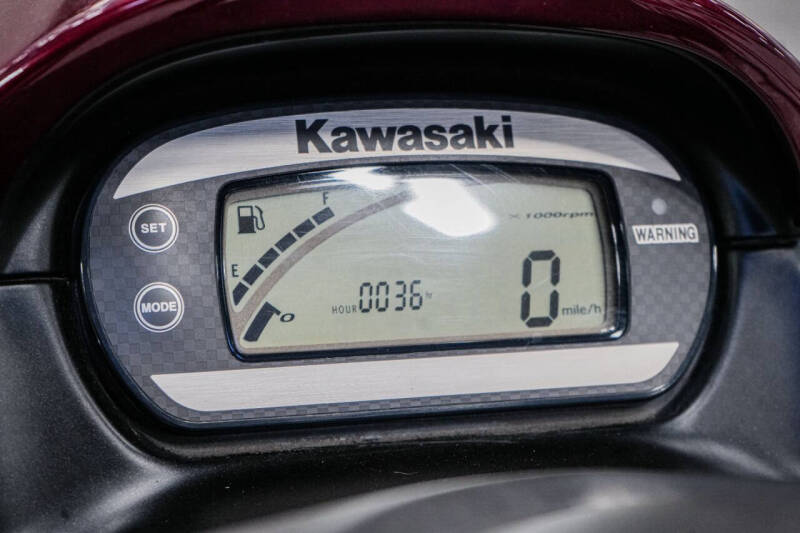 Kawasaki
F
× 1000rpm
SET
WARNING
E
MODE
HOUR 0036 hr
0 mile/h
0